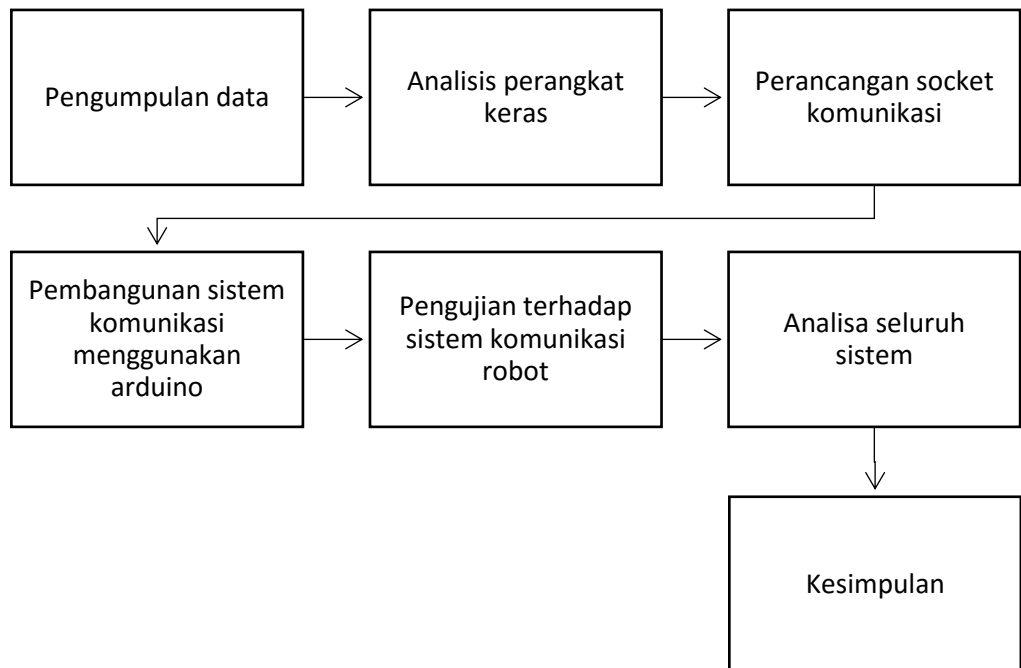 Pengumpulan data
Analisis perangkat
keras
Perancangan socket
komunikasi
Pembangunan sistem
komunikasi
menggunakan
arduino
Pengujian terhadap
sistem komunikasi
robot
Analisa seluruh
sistem
Kesimpulan